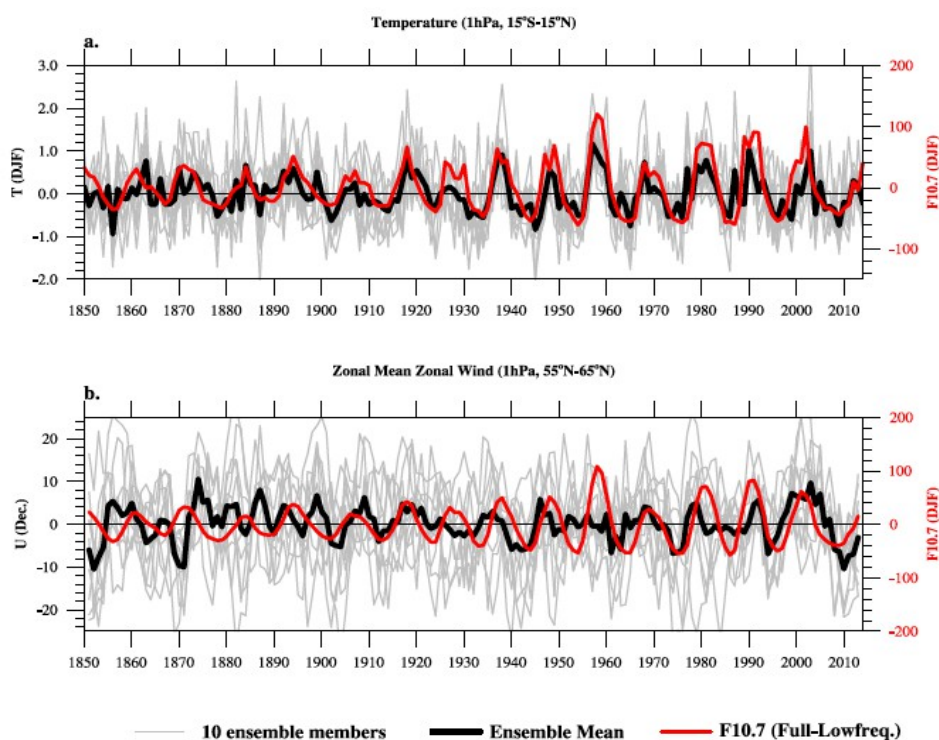 Temperature (1hPa, 15°S-15°N)
a.
3.0
2.0
1.0
0.0
-1.0
-2.0
T (DJF)
200
100
0
-100
F10.7 (DJF)
1850 1860 1870 1880 1890 1900 1910 1920 1930 1940 1950 1960 1970 1980 1990 2000 2010
Zonal Mean Zonal Wind (1hPa, 55°N-65°N)
b.
20
10
0
-10
-20
U (Dec.)
200
100
0
-100
-200
F10.7 (DJF)
1850 1860 1870 1880 1890 1900 1910 1920 1930 1940 1950 1960 1970 1980 1990 2000 2010
10 ensemble members Ensemble Mean F10.7 (Full-Lowfreq.)